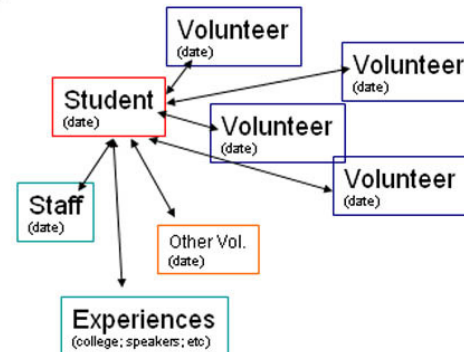 Volunteer
(date)
Volunteer
(date)
Student
(date)
Volunteer
(date)
Volunteer
(date)
Staff
(date)
Other Vol.
(date)
Experiences
(college; speakers; etc)